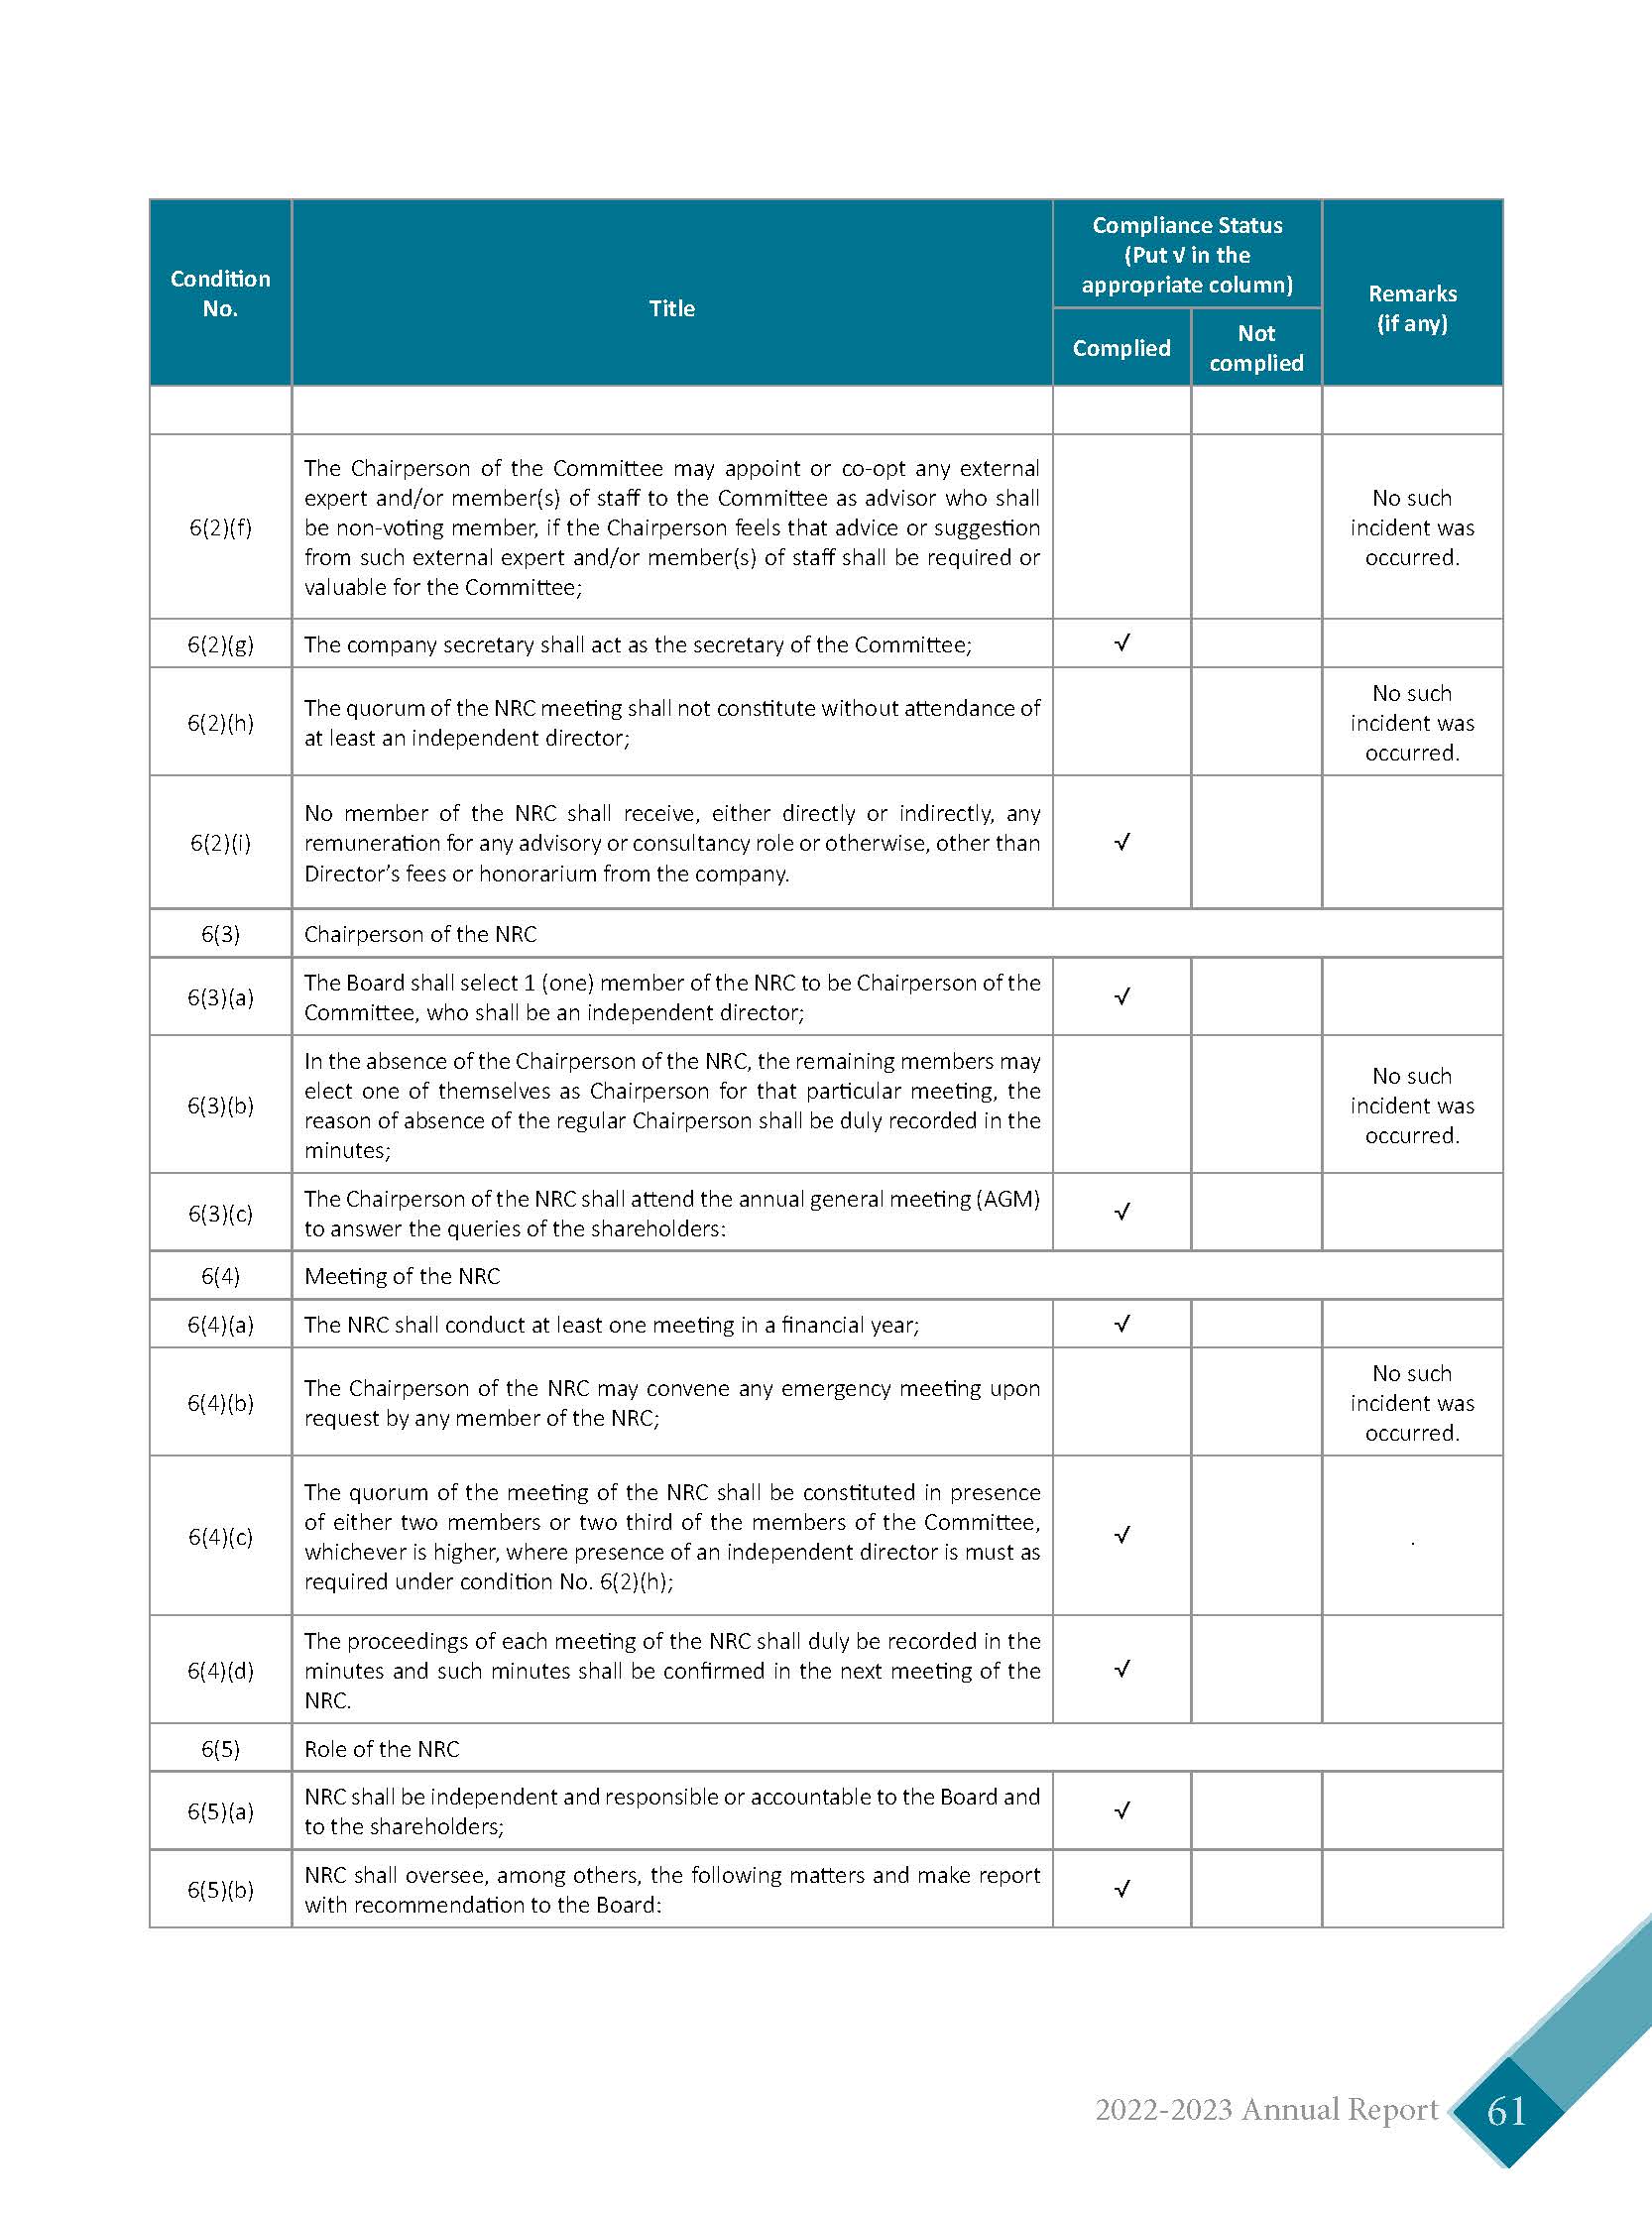 Condition
No.
Title
Compliance Status
(Put √ in the
appropriate column)
Complied
Not
complied
Remarks
(if any)
6(2)(f)
The Chairperson of the Committee may appoint or co-opt any external
expert and/or member(s) of staff to the Committee as advisor who shall
be non-voting member, if the Chairperson feels that advice or suggestion
from such external expert and/or member(s) of staff shall be required or
valuable for the Committee;
No such
incident was
occurred.
6(2)(g)
The company secretary shall act as the secretary of the Committee;
√
6(2)(h)
The quorum of the NRC meeting shall not constitute without attendance of
at least an independent director;
No such
incident was
occurred.
6(2)(i)
No member of the NRC shall receive, either directly or indirectly, any
remuneration for any advisory or consultancy role or otherwise, other than
Director’s fees or honorarium from the company.
√
6(3)
Chairperson of the NRC
6(3)(a)
The Board shall select 1 (one) member of the NRC to be Chairperson of the
Committee, who shall be an independent director;
√
6(3)(b)
In the absence of the Chairperson of the NRC, the remaining members may
elect one of themselves as Chairperson for that particular meeting, the
reason of absence of the regular Chairperson shall be duly recorded in the
minutes;
No such
incident was
occurred.
6(3)(c)
The Chairperson of the NRC shall attend the annual general meeting (AGM)
to answer the queries of the shareholders:
√
6(4)
Meeting of the NRC
6(4)(a)
The NRC shall conduct at least one meeting in a financial year;
√
6(4)(b)
The Chairperson of the NRC may convene any emergency meeting upon
request by any member of the NRC;
No such
incident was
occurred.
6(4)(c)
The quorum of the meeting of the NRC shall be constituted in presence
of either two members or two third of the members of the Committee,
whichever is higher, where presence of an independent director is must as
required under condition No. 6(2)(h);
√
.
6(4)(d)
The proceedings of each meeting of the NRC shall duly be recorded in the
minutes and such minutes shall be confirmed in the next meeting of the
NRC.
√
6(5)
Role of the NRC
6(5)(a)
NRC shall be independent and responsible or accountable to the Board and
to the shareholders;
√
6(5)(b)
NRC shall oversee, among others, the following matters and make report
with recommendation to the Board:
√
2022-2023 Annual Report
61